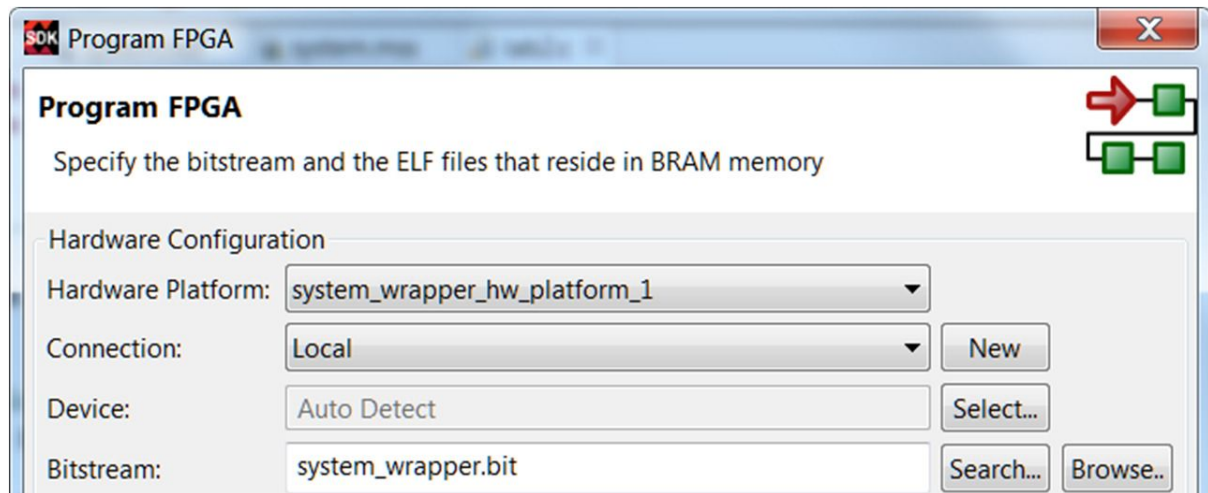 SDK Program FPGA
Program FPGA
Specify the bitstream and the ELF files that reside in BRAM memory
Hardware Configuration
Hardware Platform: system_wrapper_hw_platform_1
Connection: Local New
Device: Auto Detect Select...
Bitstream: system_wrapper.bit Search... Browse..